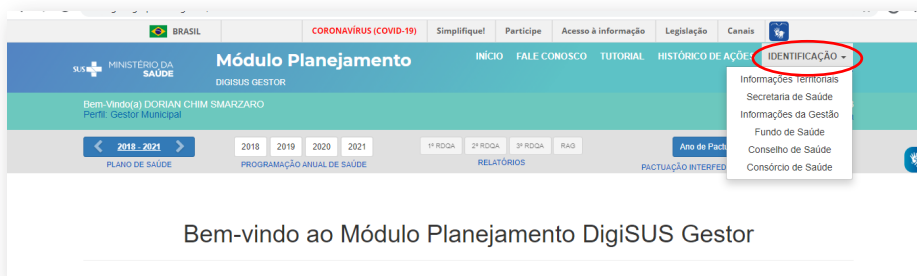 BRASIL CORONAVÍRUS (COVID-19) Simplifique! Participe Acesso à informação Legislação Canais
SUS MINISTÉRIO DA SAÚDE
Módulo Planejamento
DIGISUS GESTOR
INÍCIO FALE CONOSCO TUTORIAL HISTÓRICO DE AÇÕES IDENTIFICAÇÃO
Informações Territoriais
Secretaria de Saúde
Informações da Gestão
Fundo de Saúde
Conselho de Saúde
Consórcio de Saúde
Bem-Vindo(a) DORIAN CHIM SMARZARO
Perfil: Gestor Municipal
2018 - 2021
PLANO DE SAÚDE
2018 2019 2020 2021
PROGRAMAÇÃO ANUAL DE SAÚDE
1º RDQA 2º RDQA 3º RDQA RAG
RELATÓRIOS
Ano de Pactu
PACTUAÇÃO INTERFED
Bem-vindo ao Módulo Planejamento DigiSUS Gestor